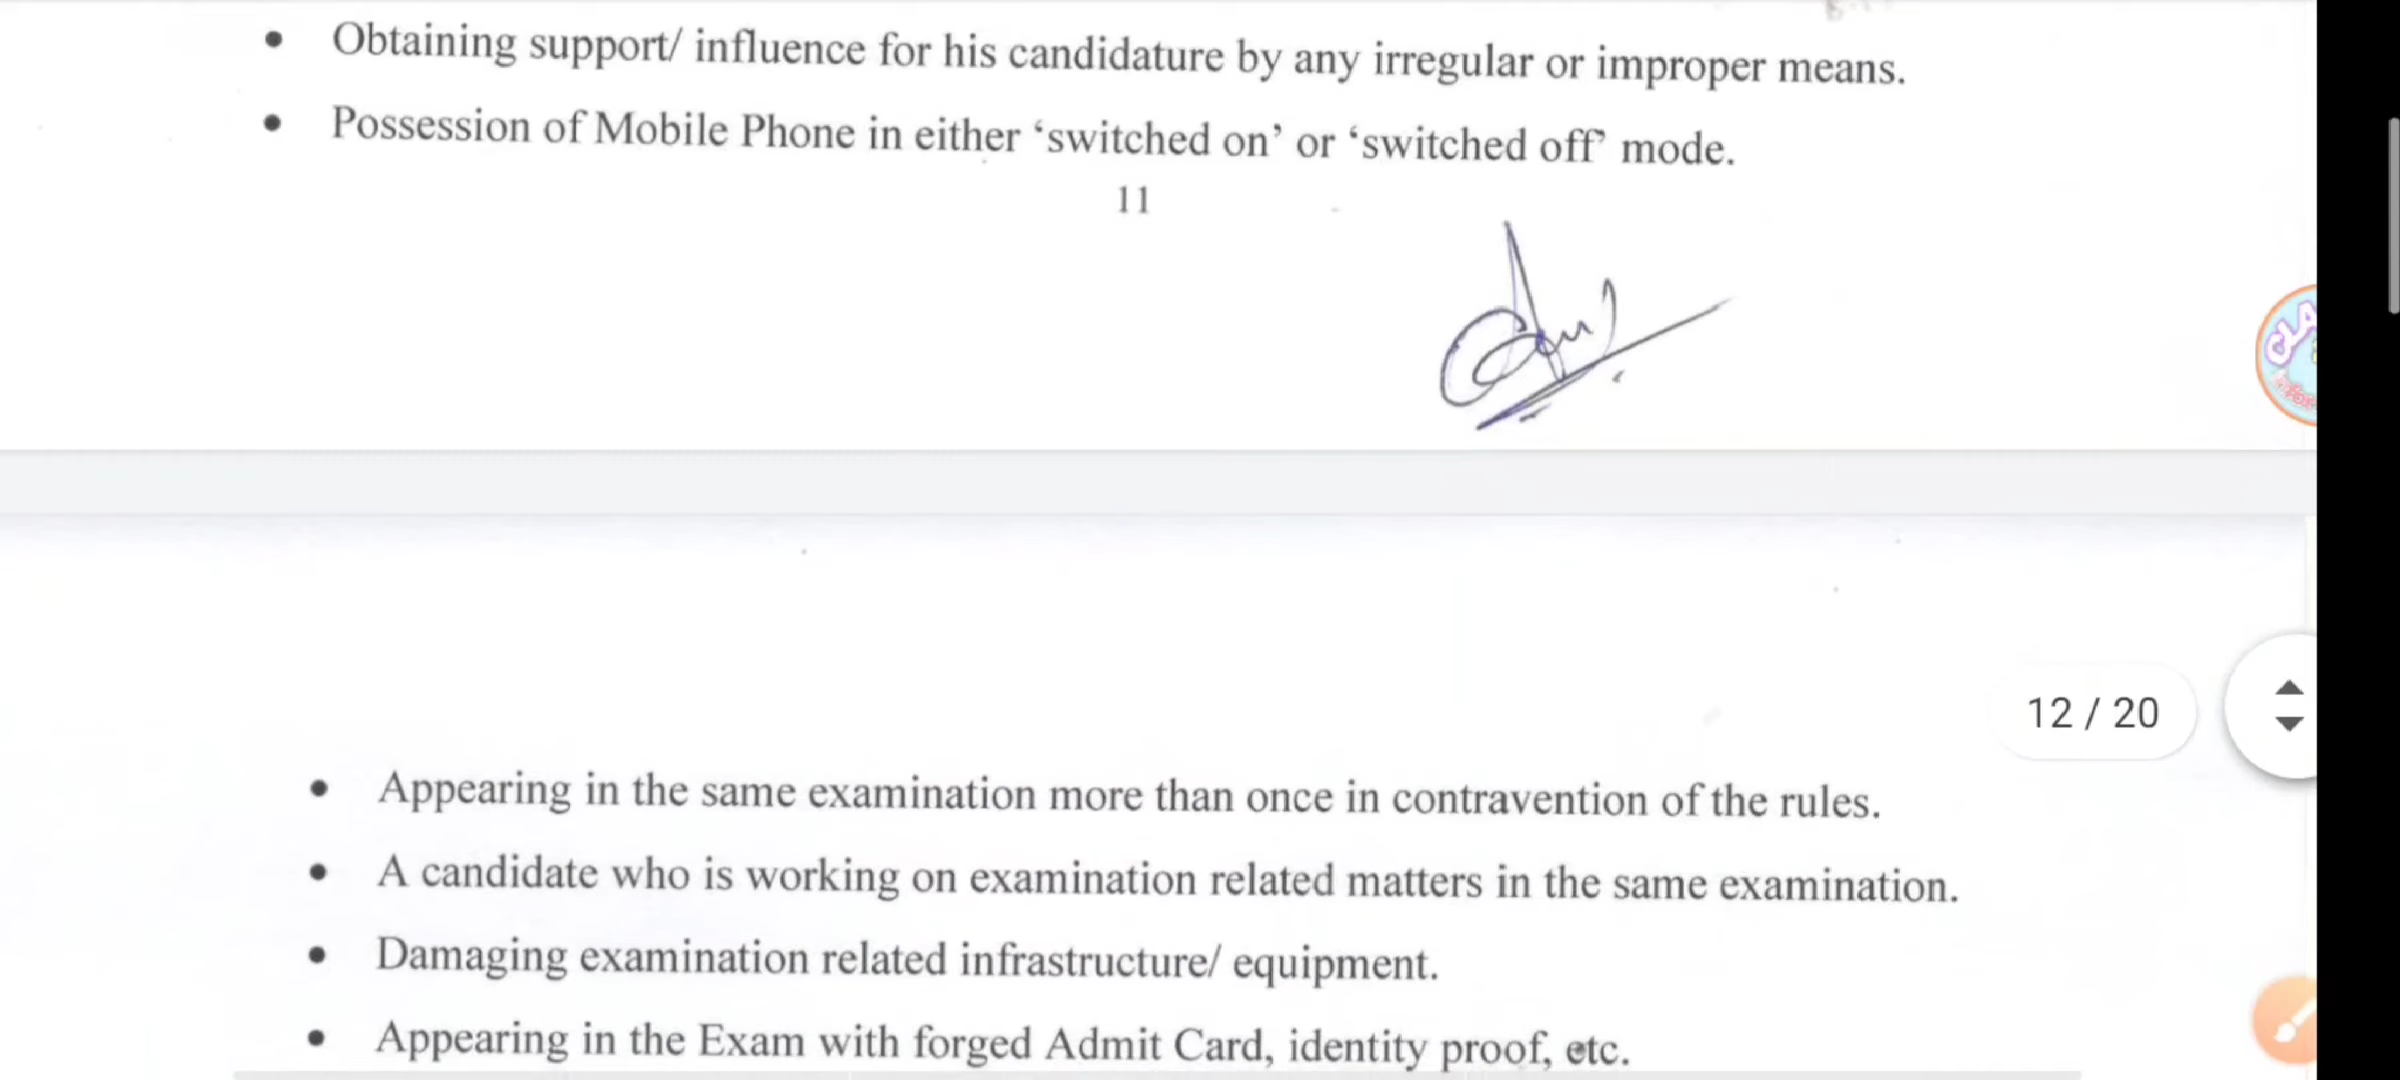 • Obtaining support/ influence for his candidature by any irregular or improper means.
• Possession of Mobile Phone in either ‘switched on’ or ‘switched off’ mode.
11
CLA
12 / 20
• Appearing in the same examination more than once in contravention of the rules.
• A candidate who is working on examination related matters in the same examination.
• Damaging examination related infrastructure/ equipment.
• Appearing in the Exam with forged Admit Card, identity proof, etc.